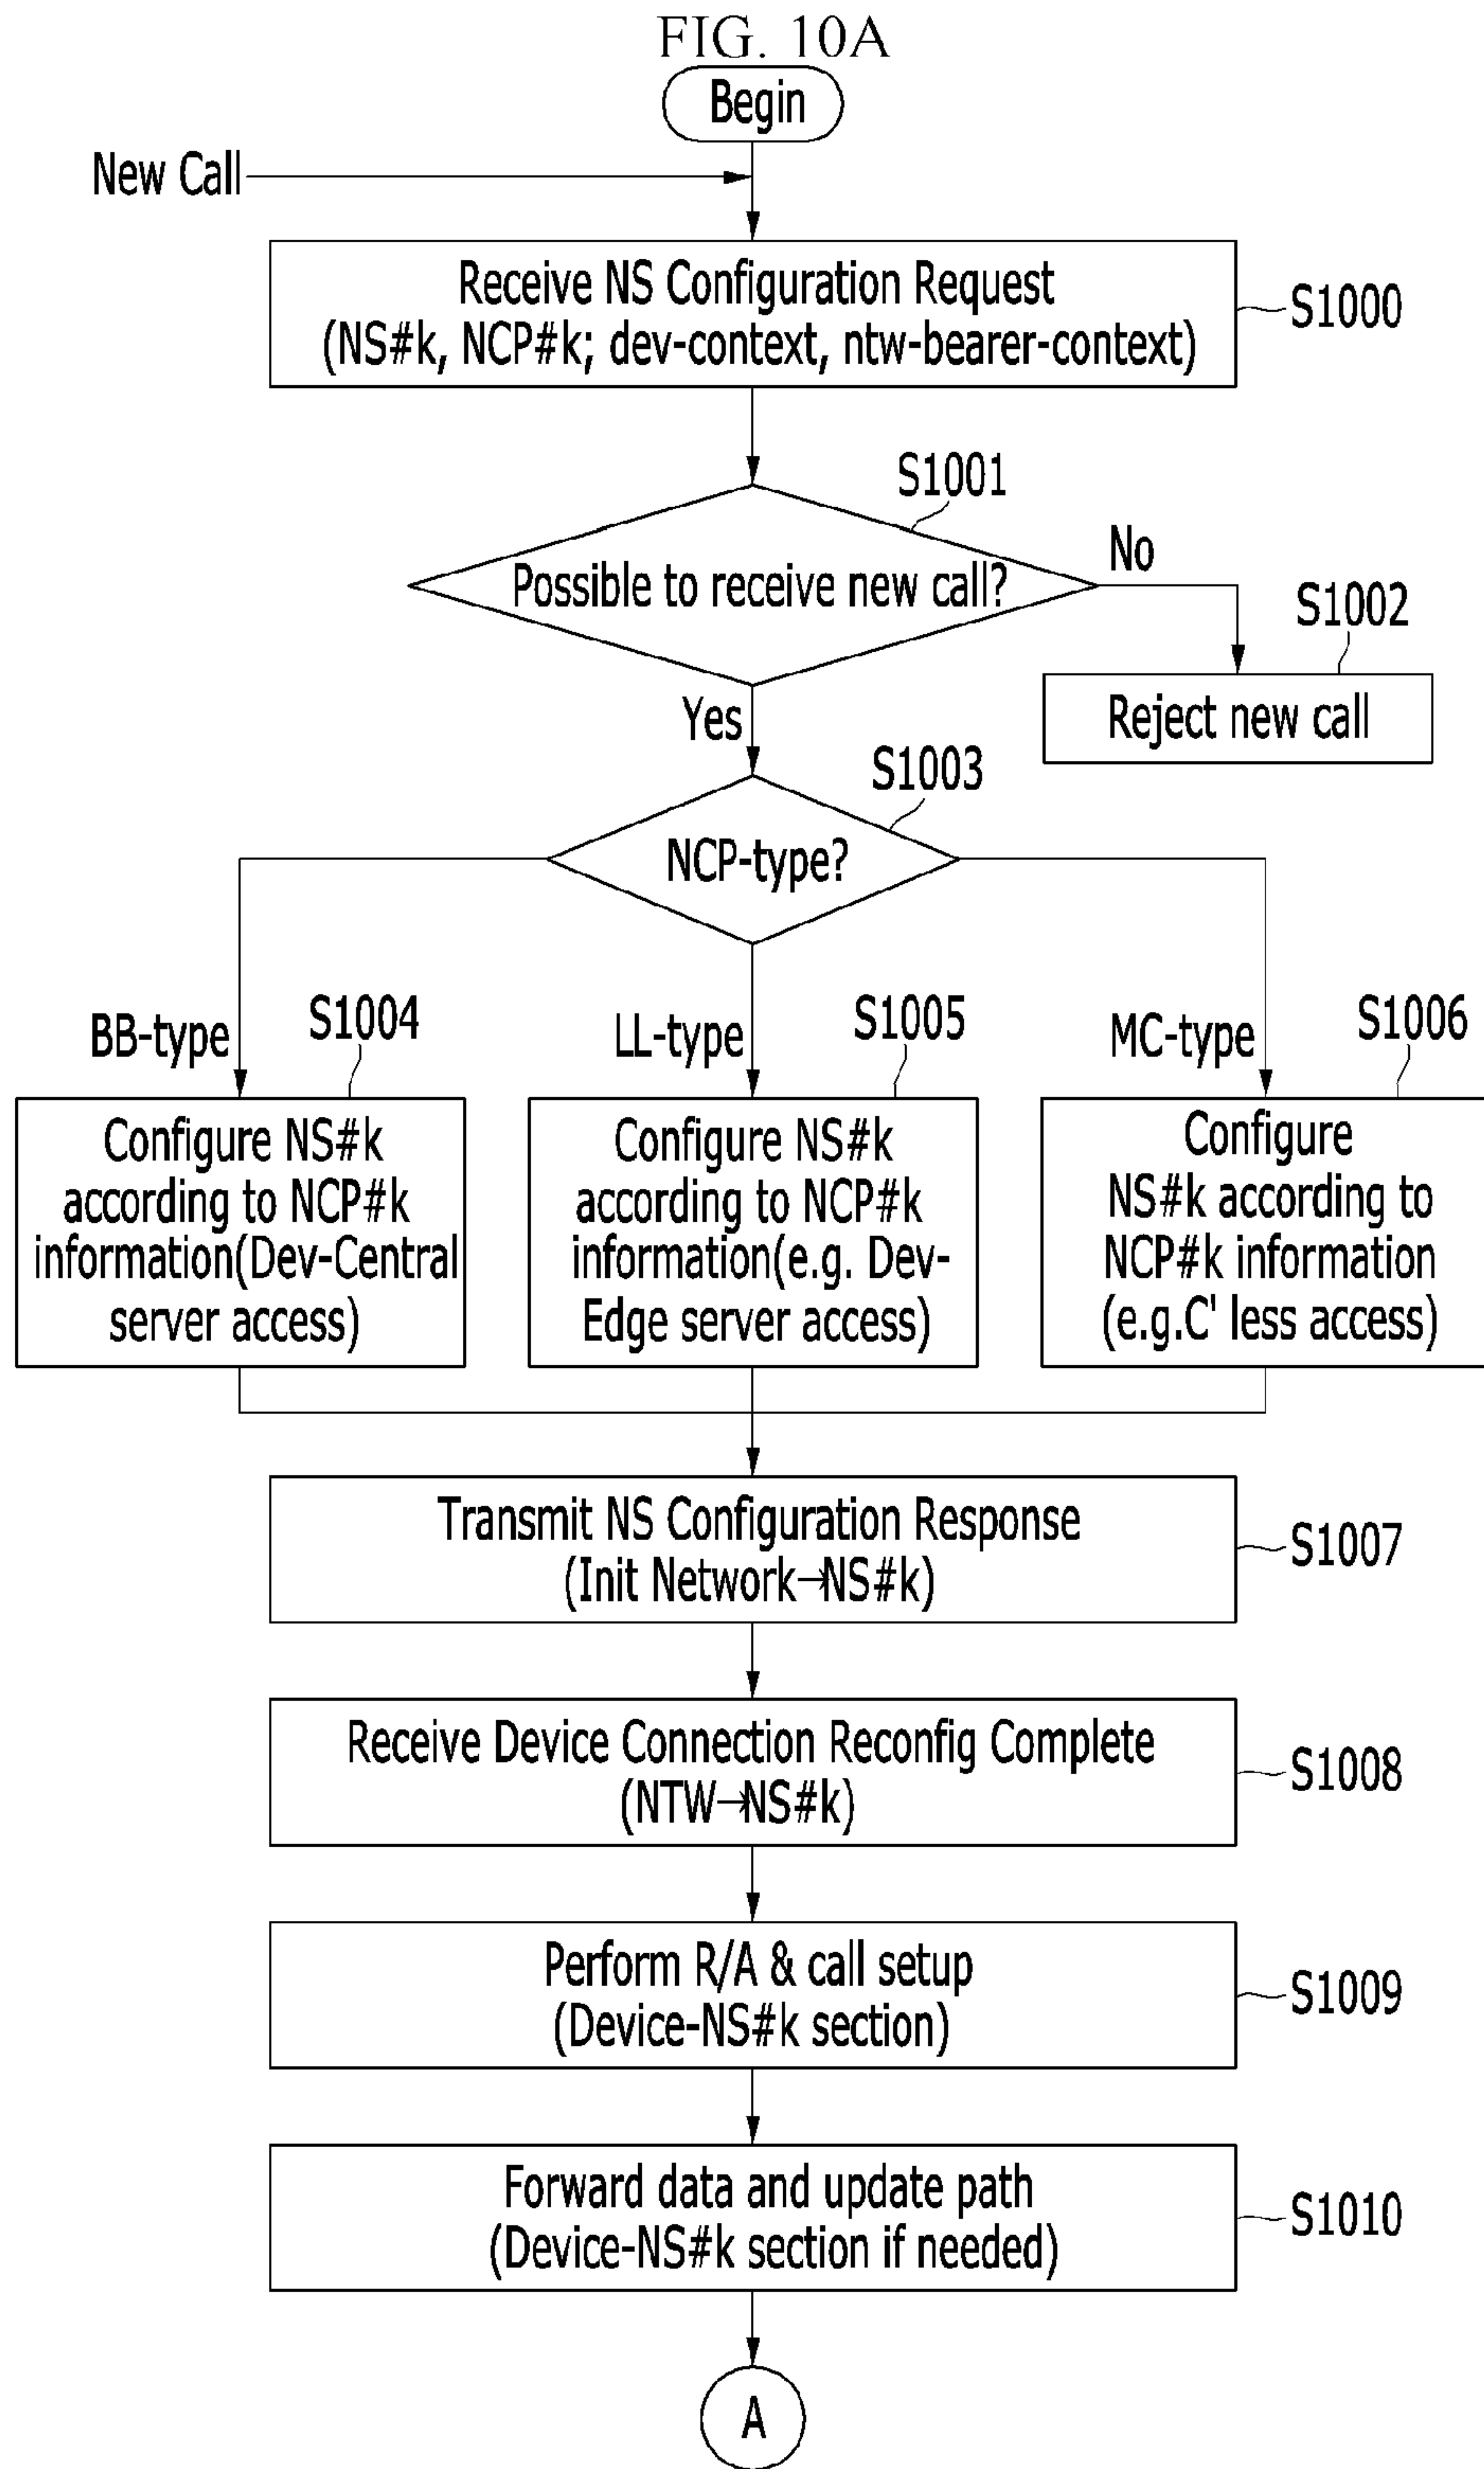 FIG. 10A
Begin
New Call
Receive NS Configuration Request
(NS#k, NCP#k; dev-context, ntw-bearer-context)
S1000
S1001
Possible to receive new call?
No
S1002
Reject new call
Yes
S1003
NCP-type?
BB-type
S1004
LL-type
S1005
MC-type
S1006
Configure NS#k
according to NCP#k
information(Dev-Central
server access)
Configure NS#k
according to NCP#k
information(e.g. Dev-
Edge server access)
Configure
NS#k according to
NCP#k information
(e.g.C' less access)
Transmit NS Configuration Response
(Init Network→NS#k)
S1007
Receive Device Connection Reconfig Complete
(NTW→NS#k)
S1008
Perform R/A & call setup
(Device-NS#k section)
S1009
Forward data and update path
(Device-NS#k section if needed)
S1010
A